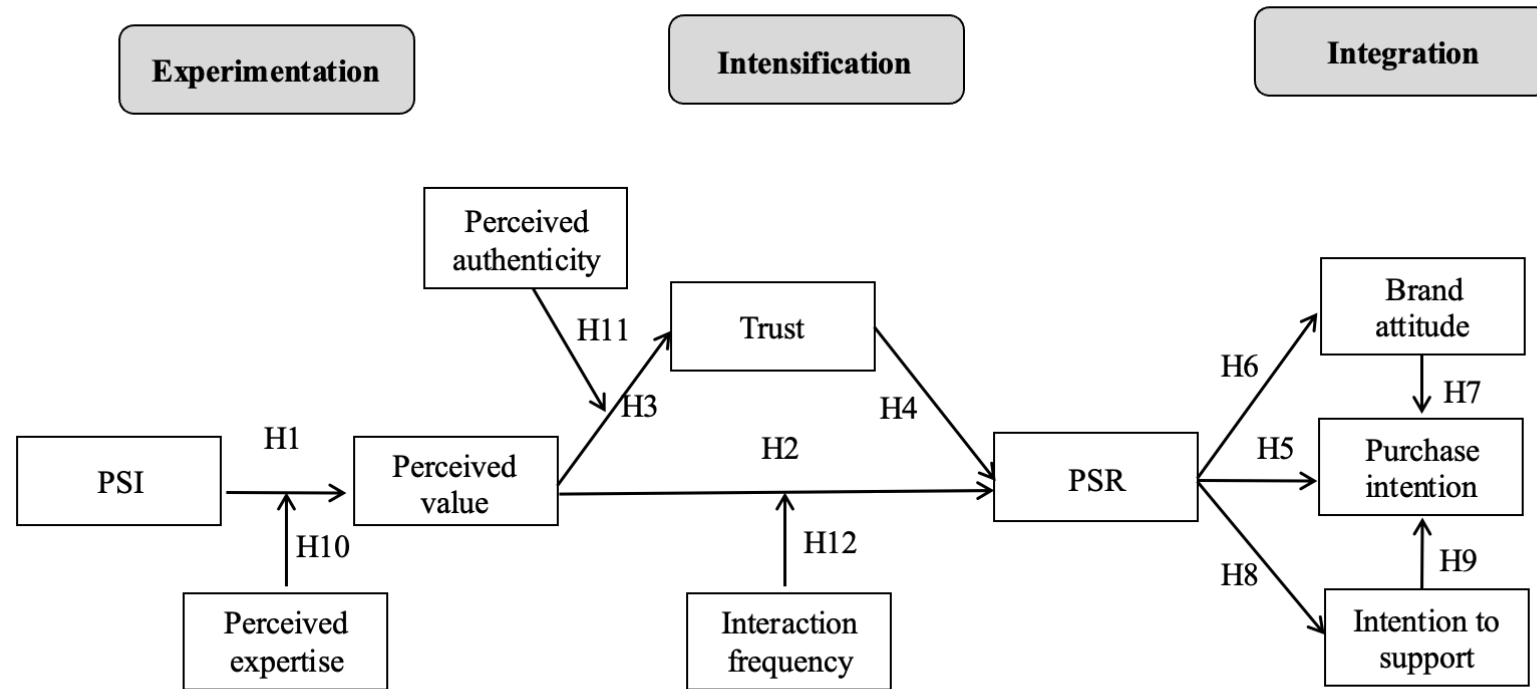 Experimentation
Intensification
Integration
Perceived
authenticity
H11
Trust
Brand
attitude
H6
H7
H3
H4
H1
H2
H5
PSI
Perceived
value
PSR
Purchase
intention
H10
H12
H8
H9
Perceived
expertise
Interaction
frequency
Intention to
support